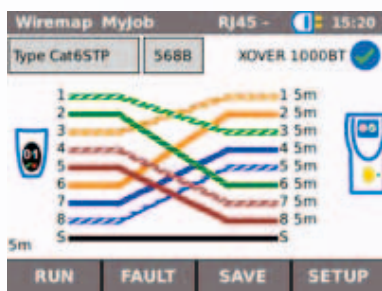 Wiremap MyJob RJ45 - 15:20
Type Cat6STP 568B XOVER 1000BT
1 1 5m
2 2 5m
3 3 5m
4 4 5m
5 5 5m
6 6 5m
7 7 5m
8 8 5m
S S
5m
RUN FAULT SAVE SETUP